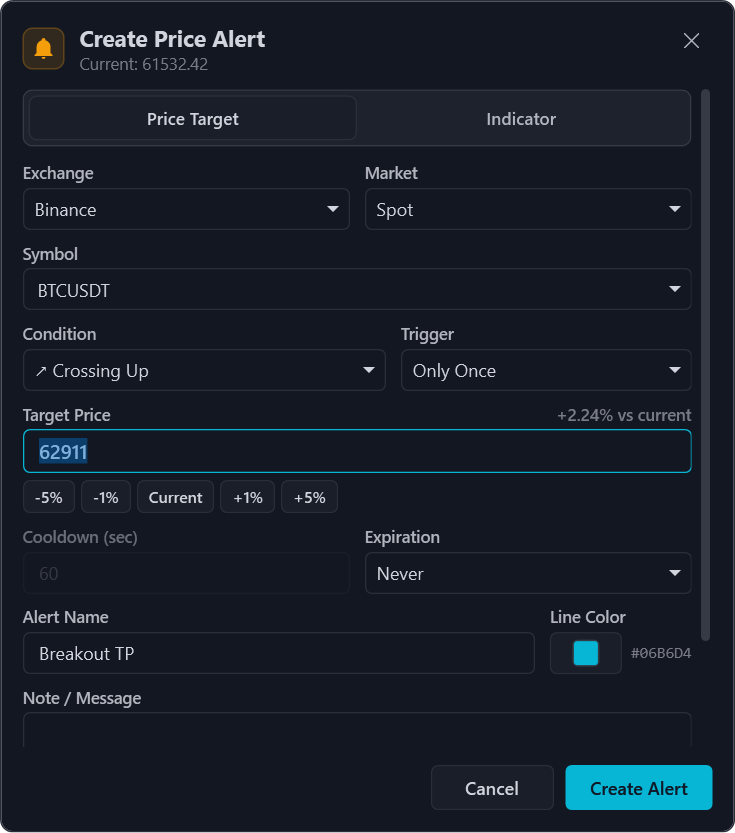 Create Price Alert
Current: 61532.42
Price Target Indicator
Exchange Market
Binance Spot
Symbol
BTCUSDT
Condition Trigger
↗ Crossing Up Only Once
Target Price +2.24% vs current
62911
-5% -1% Current +1% +5%
Cooldown (sec) Expiration
60 Never
Alert Name Line Color
Breakout TP #06B6D4
Note / Message
Cancel Create Alert